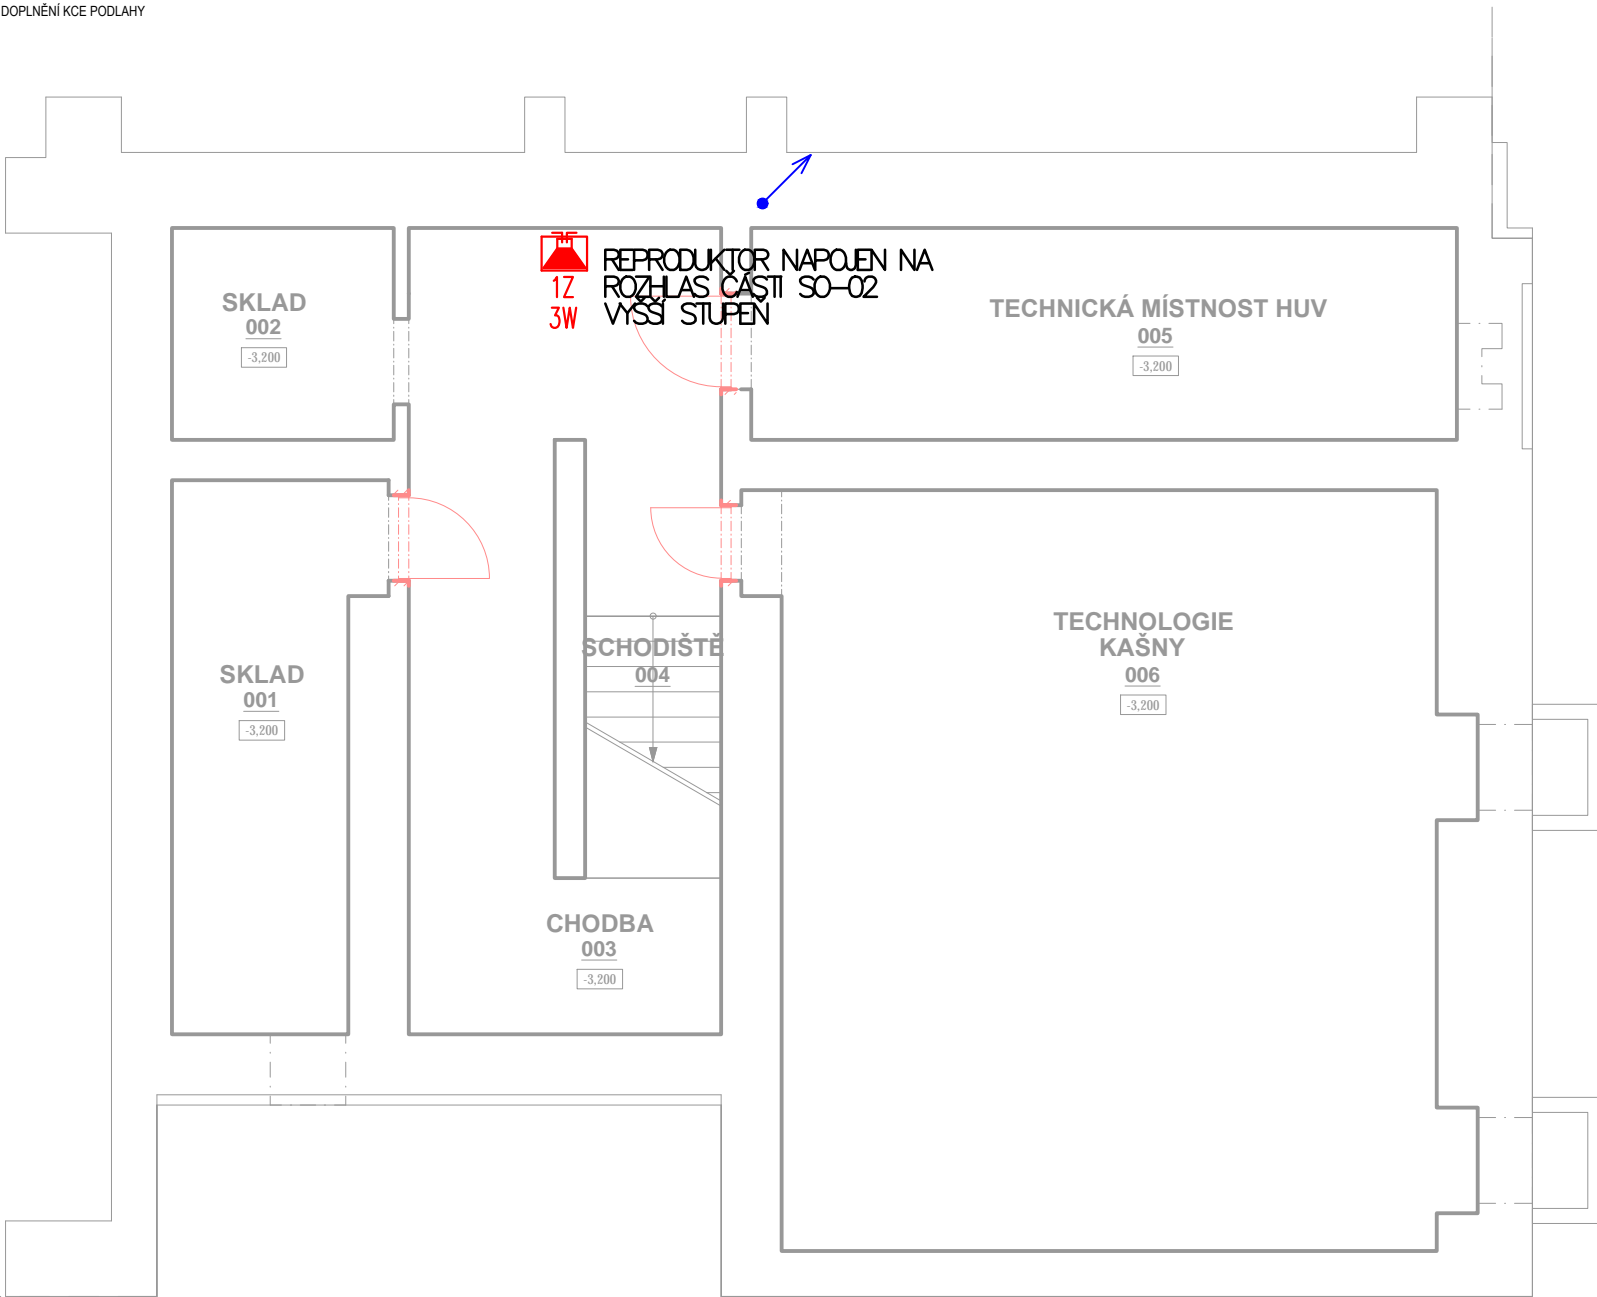 DOPLNĚNÍ KCE PODLAHY
REPRODUKTOR NAPOJEN NA
ROZHLAS ČÁSTI SO-02
VYŠŠÍ STUPEŇ
1Z
3W
SKLAD
002
-3,200
TECHNICKÁ MÍSTNOST HUV
005
-3,200
SCHODIŠTĚ
004
TECHNOLOGIE
KAŠNY
006
-3,200
SKLAD
001
-3,200
CHODBA
003
-3,200